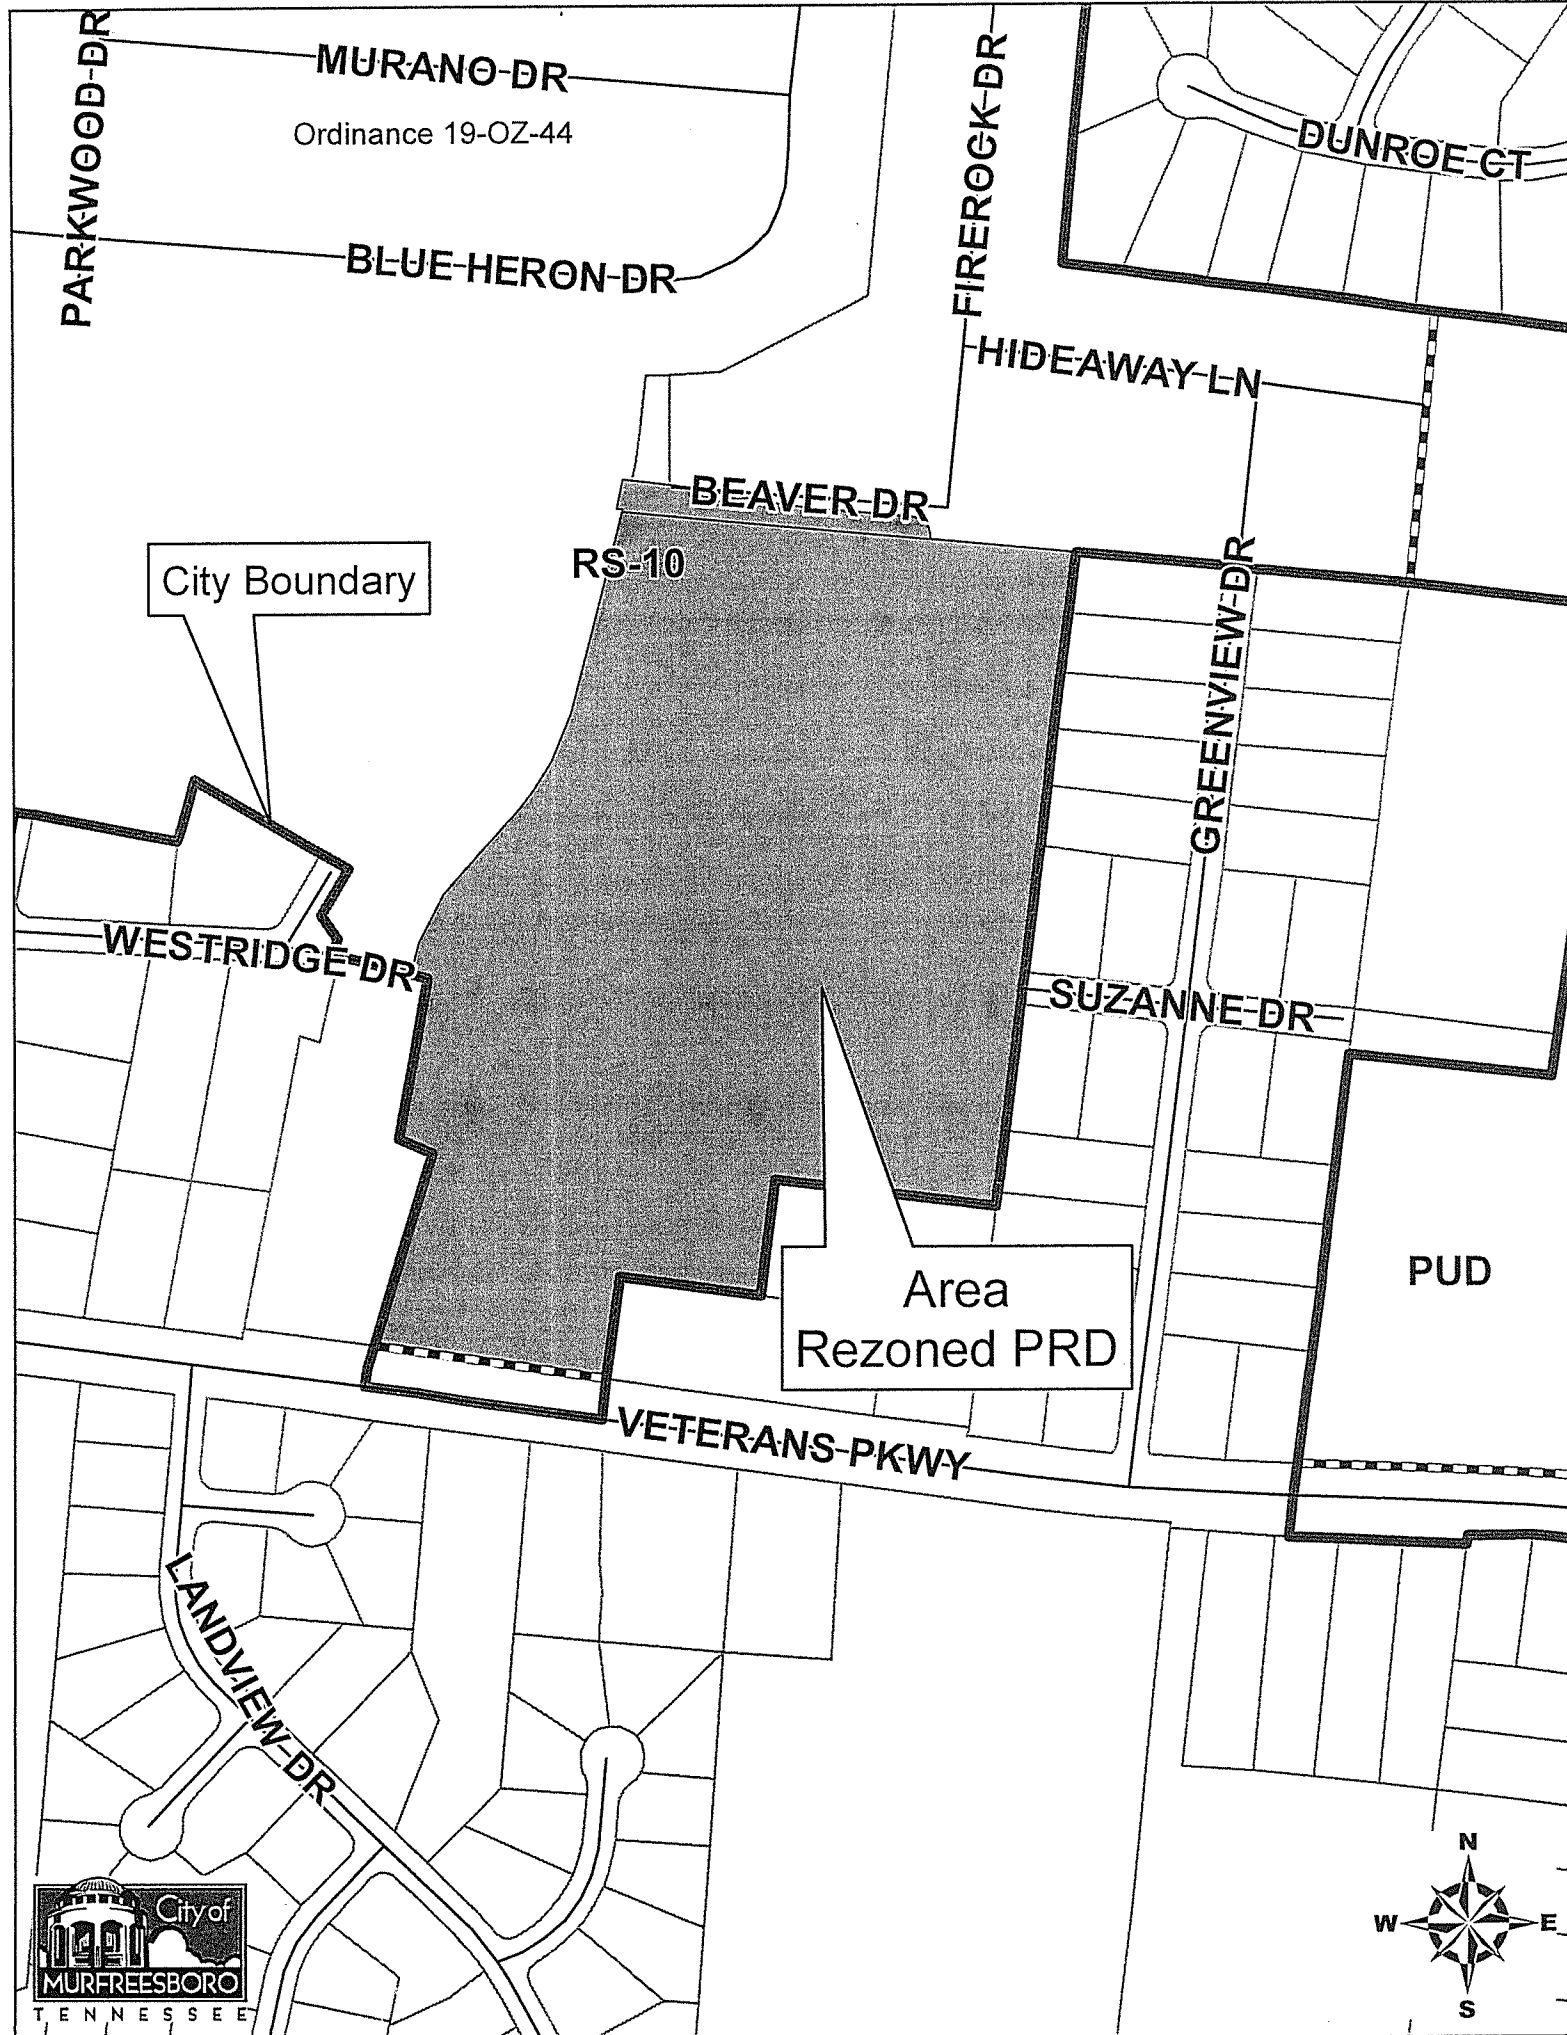 PARKWOOD DR
MURANO DR
Ordinance 19-OZ-44
BLUE HERON DR
FIREROCK DR
DUNROE CT
HIDEAWAY LN
BEAVER DR
RS-10
City Boundary
GREENVIEW DR
WESTRIDGE DR
SUZANNE DR
PUD
Area
Rezoned PRD
VETERANS PKWY
LANDVIEW DR
City of
MURFREESBORO
TENNESSEE
N
W
E
S